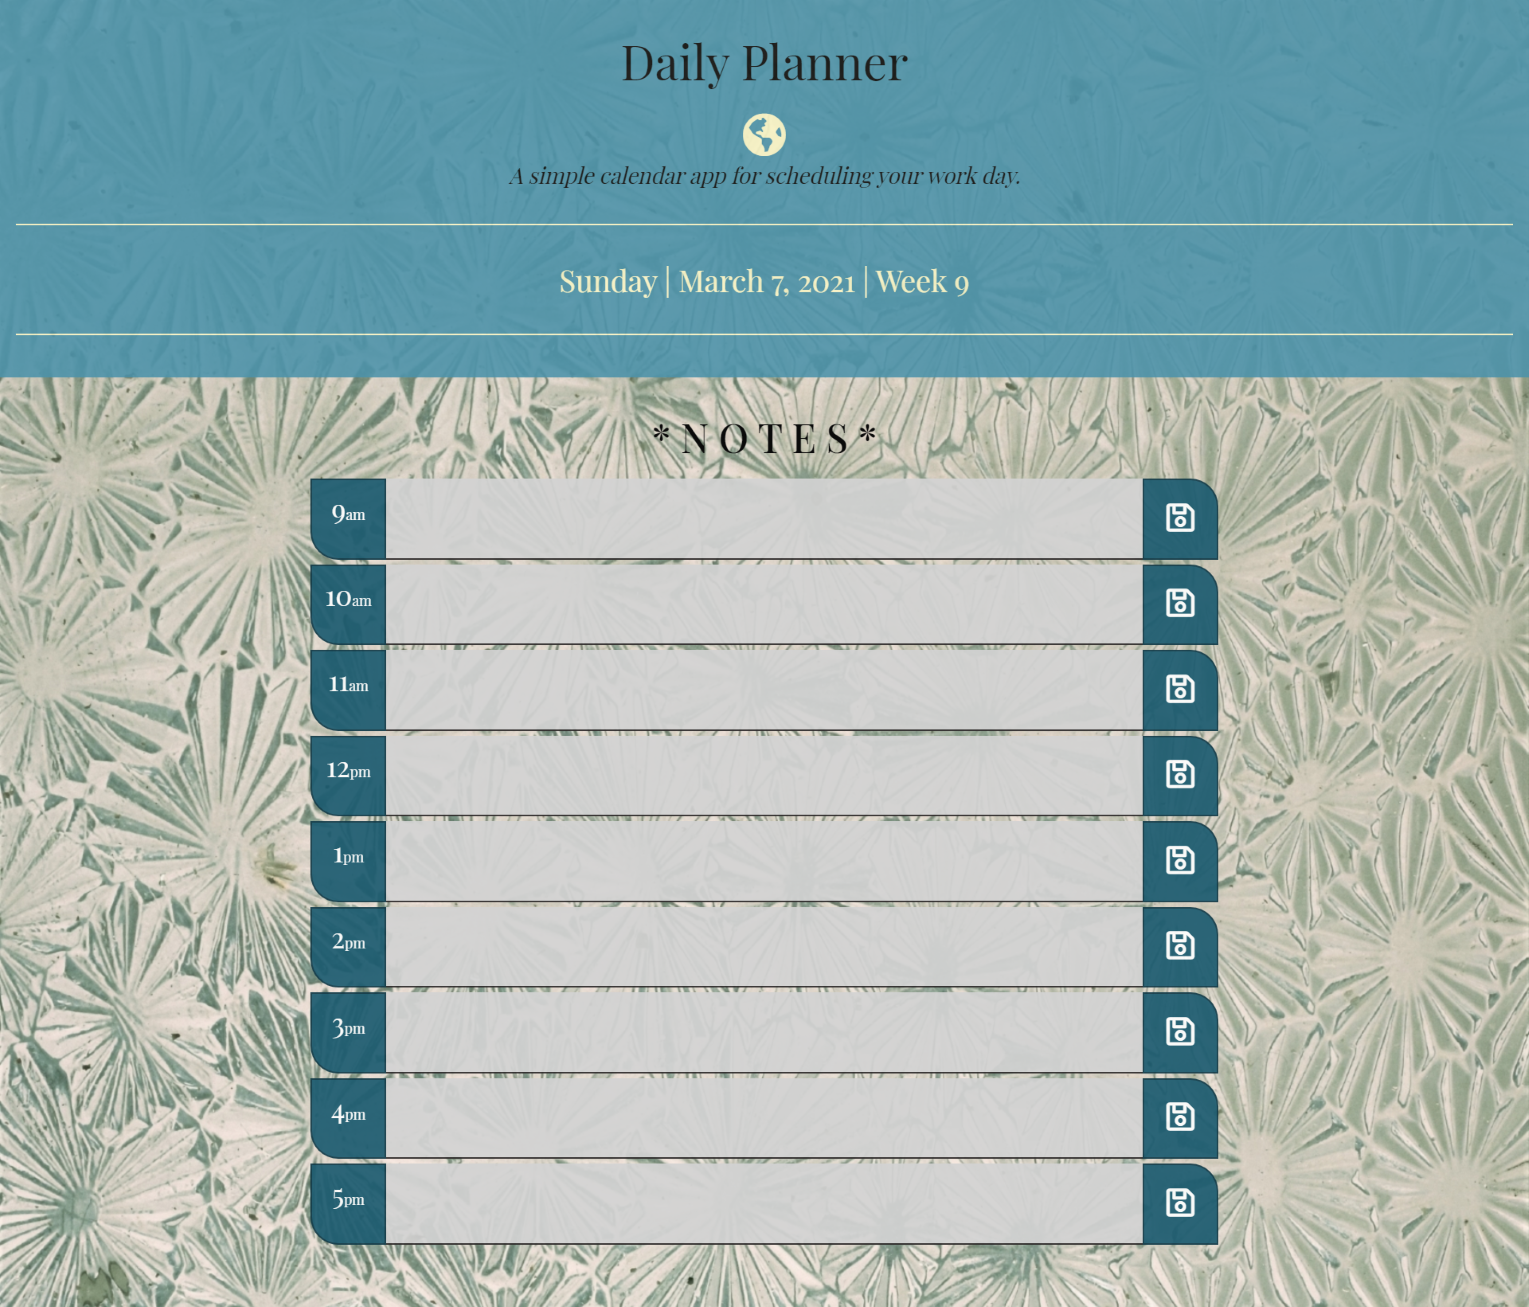 Daily Planner
A simple calendar app for scheduling your work day.
Sunday | March 7, 2021 | Week 9
*NOTES*
9am
10am
11am
12pm
1pm
2pm
3pm
4pm
5pm